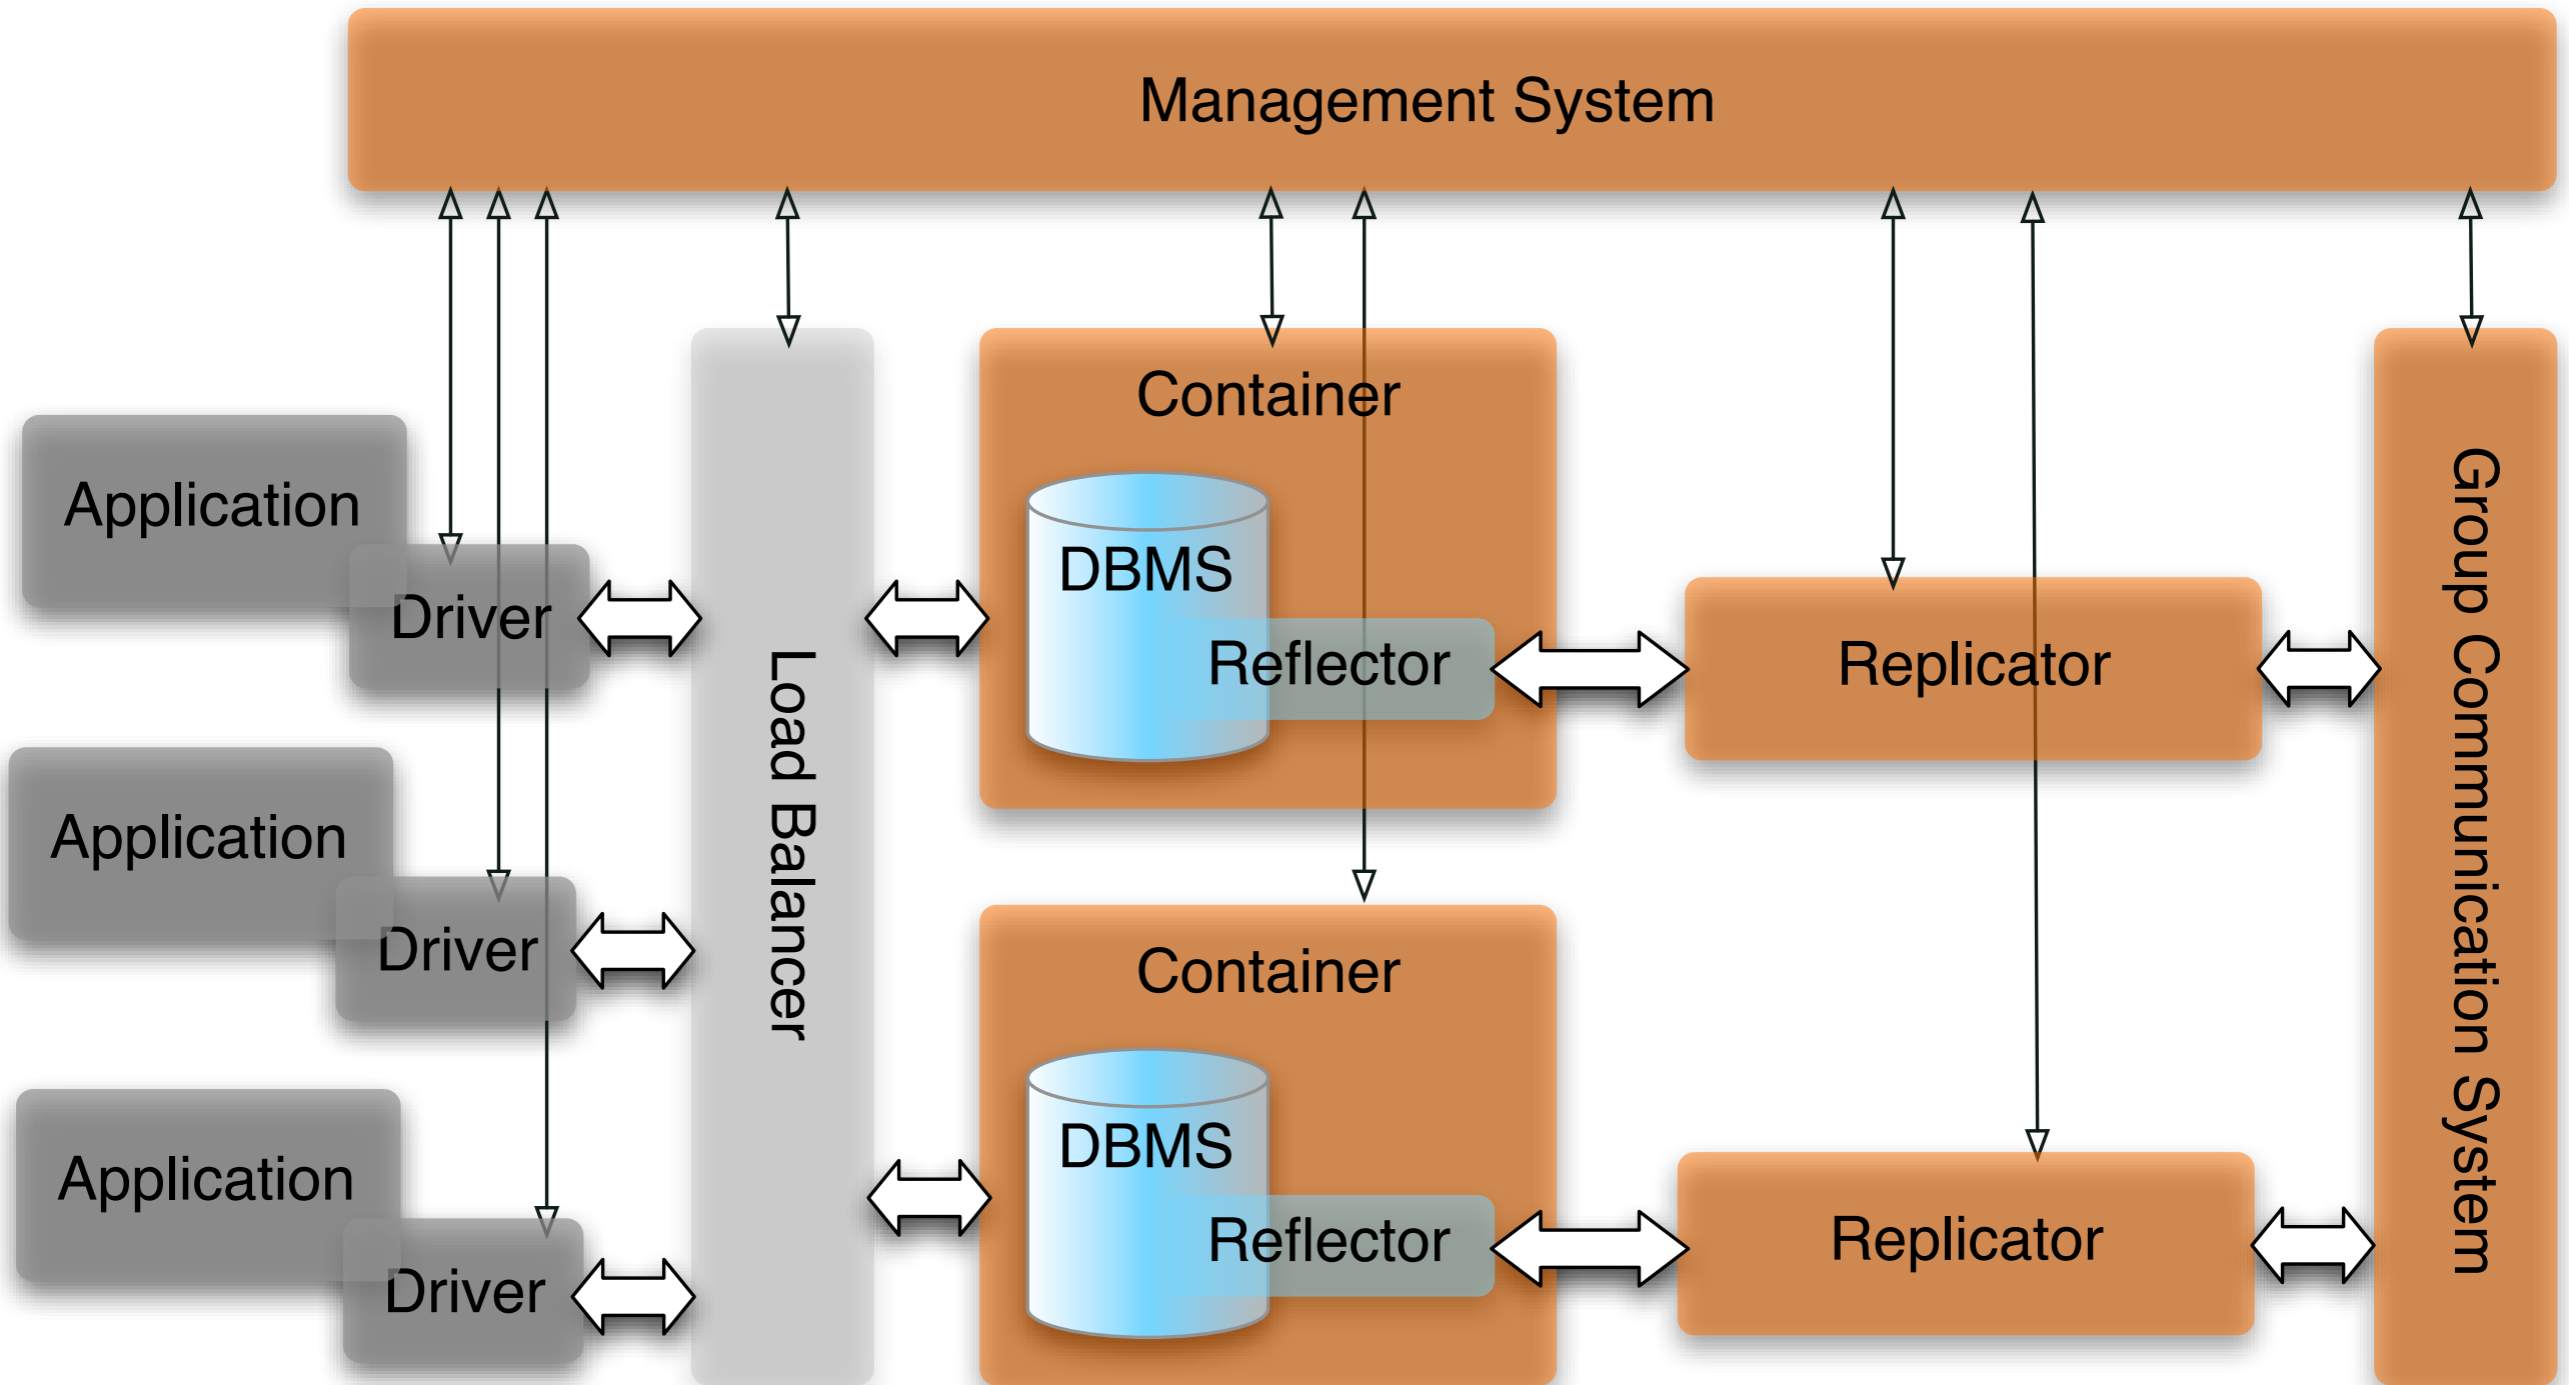 Management System
Application
Driver
Application
Driver
Application
Driver
Load Balancer
Container
DBMS
Reflector
Container
DBMS
Reflector
Replicator
Replicator
Group Communication System